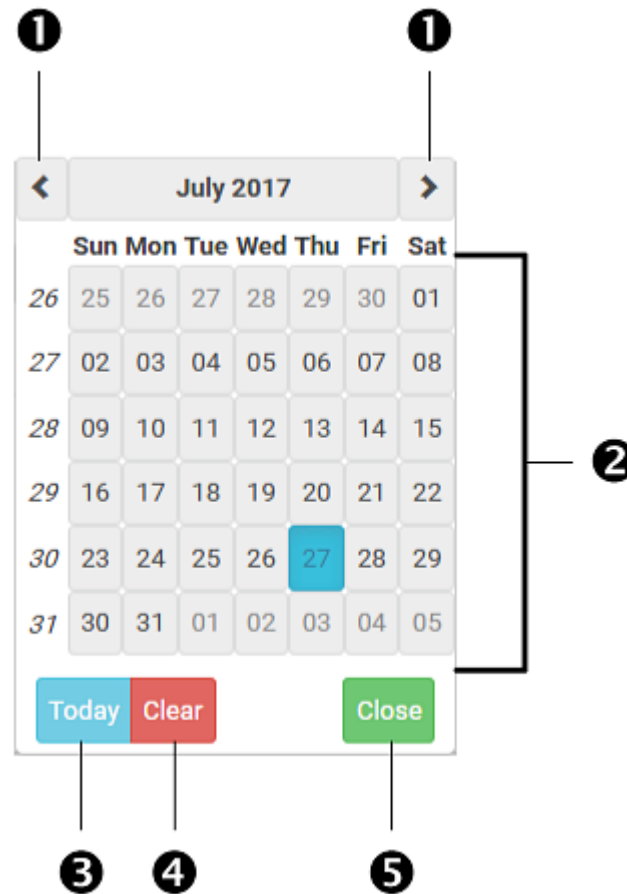 ❶ ❶
July 2017
Sun Mon Tue Wed Thu Fri Sat
26 25 26 27 28 29 30 01
27 02 03 04 05 06 07 08
28 09 10 11 12 13 14 15
❷
29 16 17 18 19 20 21 22
30 23 24 25 26 27 28 29
31 30 31 01 02 03 04 05
Today Clear Close
❸ ❹ ❺